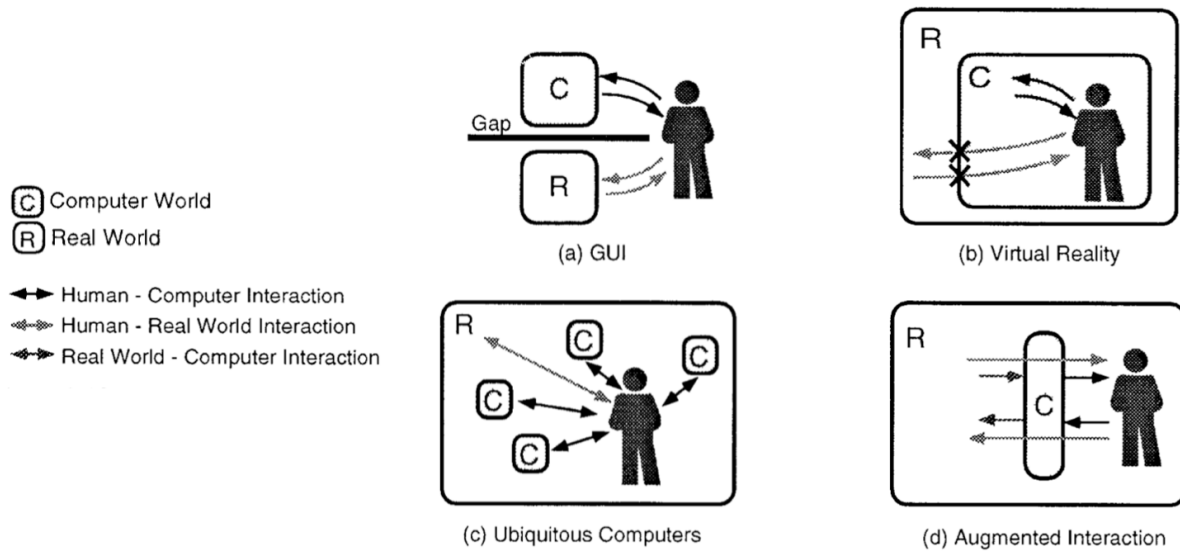 C Computer World
R Real World
Human - Computer Interaction
Human - Real World Interaction
Real World - Computer Interaction
C
Gap
R
(a) GUI
R
C
(b) Virtual Reality
R
C
C
C
C
(c) Ubiquitous Computers
R
C
(d) Augmented Interaction